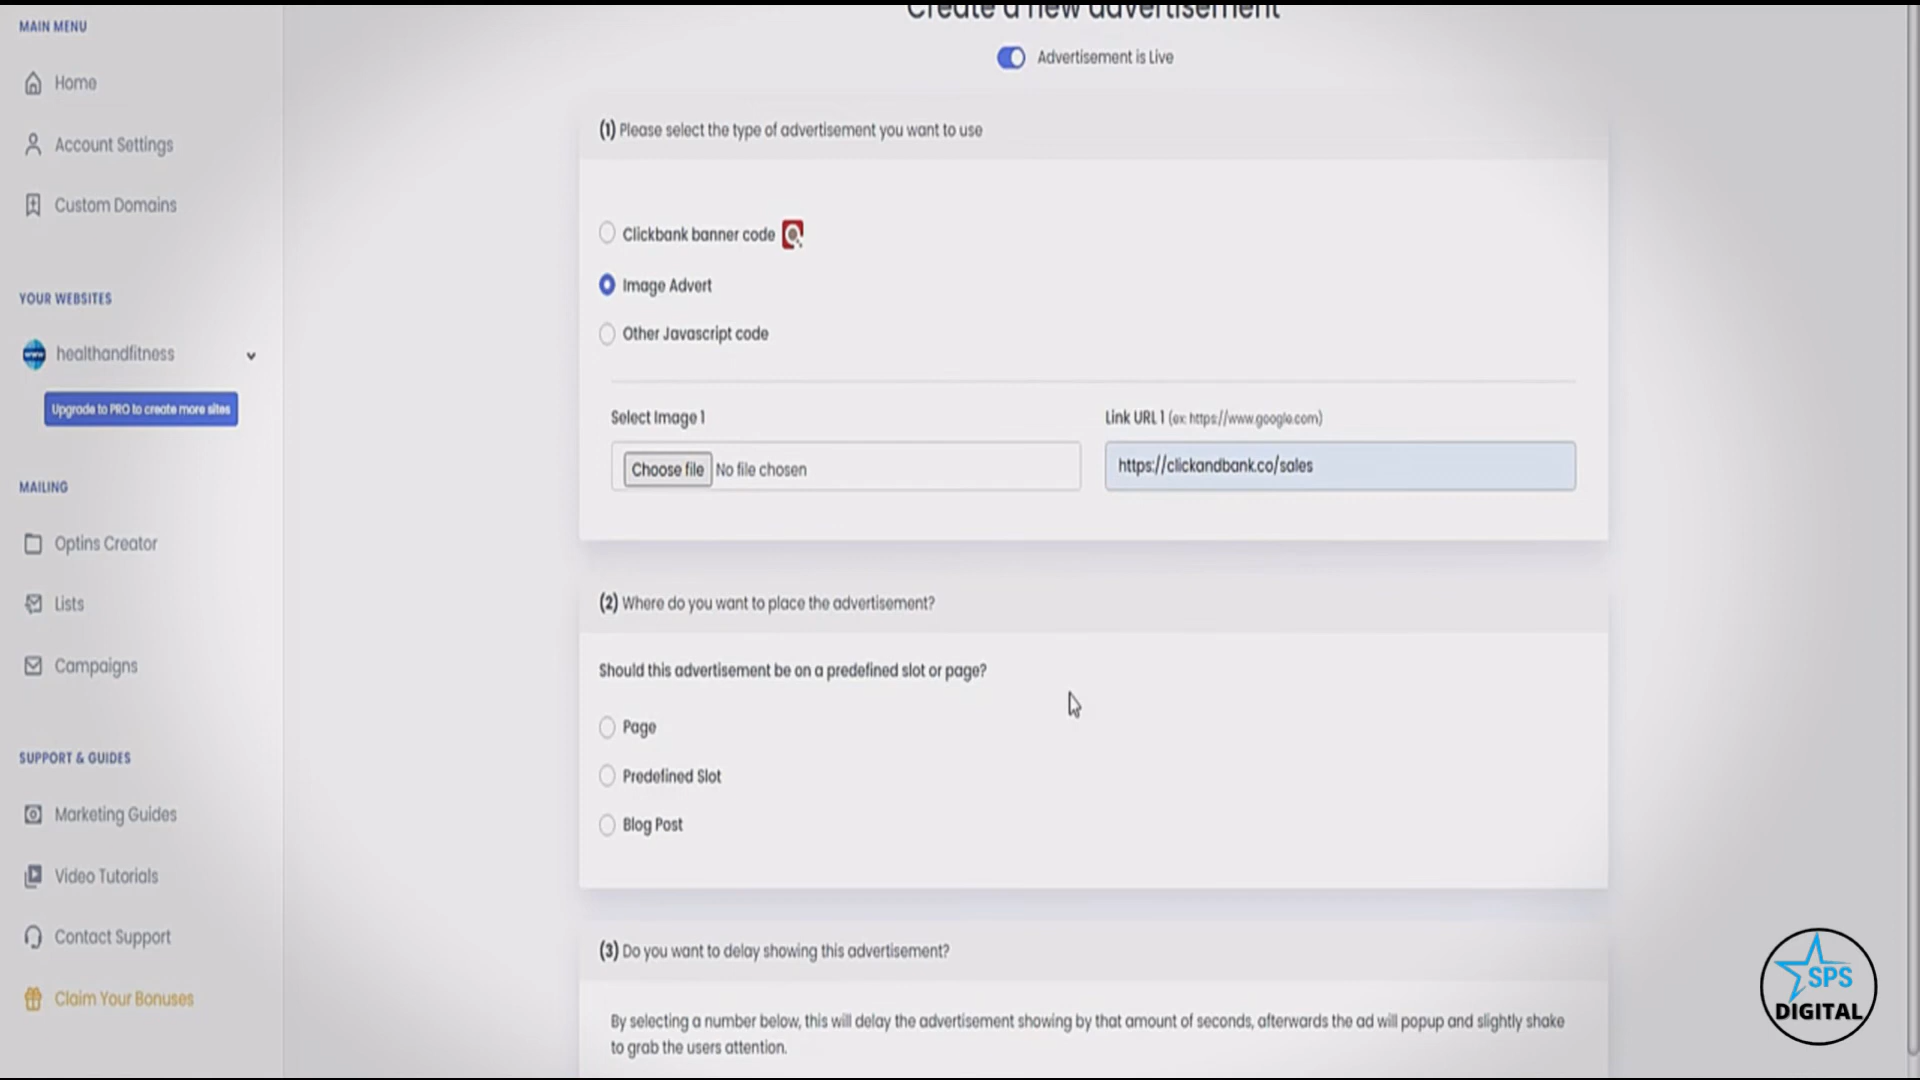 MAIN MENU
Home
Account Settings
Custom Domains
YOUR WEBSITES
www
healthandfitness
Upgrade to PRO to create more sites
MAILING
Optins Creator
Lists
Campaigns
SUPPORT & GUIDES
Marketing Guides
Video Tutorials
Contact Support
Claim Your Bonuses
Create a new advertisement
Advertisement is Live
(1) Please select the type of advertisement you want to use
Clickbank banner code
Image Advert
Other Javascript code
Select Image 1
Link URL 1 (ex: https://www.google.com)
Choose file No file chosen
https://clickandbank.co/sales
(2) Where do you want to place the advertisement?
Should this advertisement be on a predefined slot or page?
Page
Predefined Slot
Blog Post
(3) Do you want to delay showing this advertisement?
By selecting a number below, this will delay the advertisement showing by that amount of seconds, afterwards the ad will popup and slightly shake
to grab the users attention.
SPS
DIGITAL